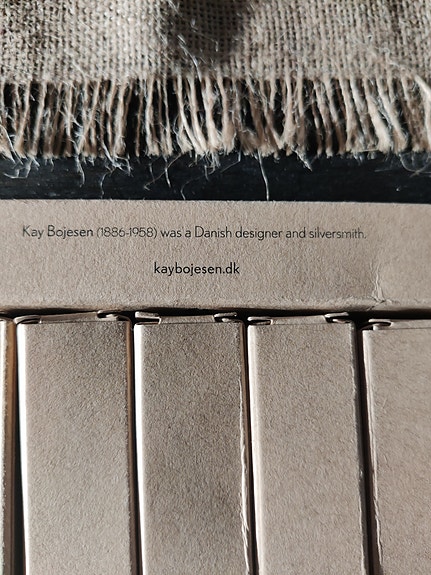 Kay Bojesen (1886-1958) was a Danish designer and silversmith.
kaybojesen.dk